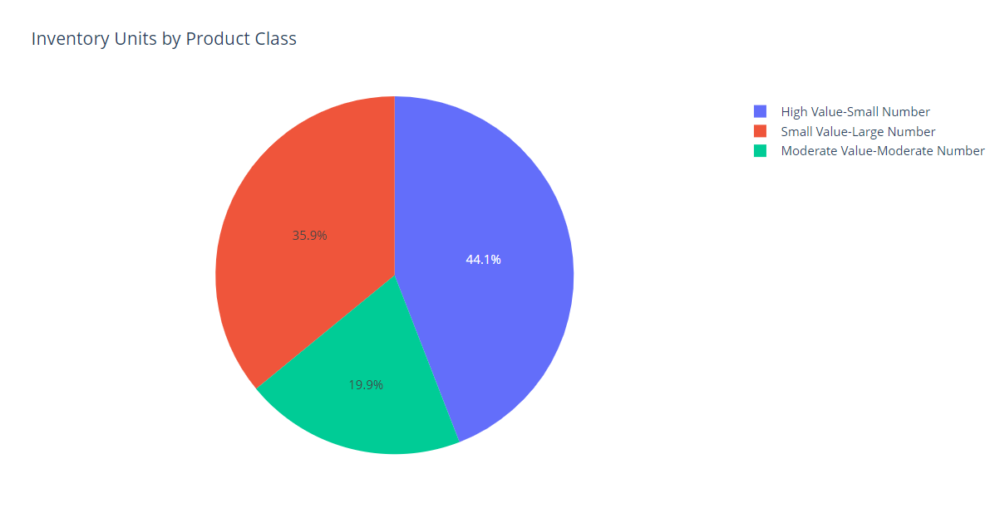 Inventory Units by Product Class
High Value-Small Number
Small Value-Large Number
Moderate Value-Moderate Number
35.9%
44.1%
19.9%